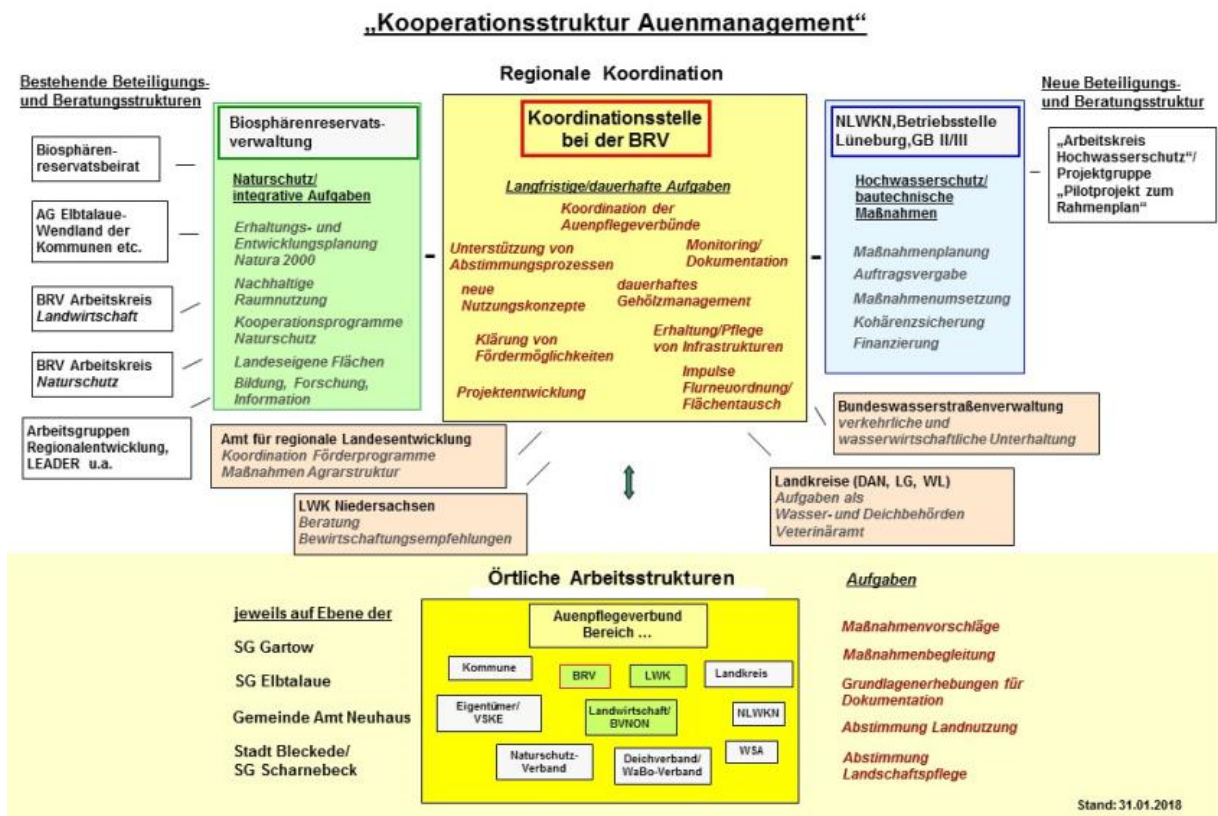 „Kooperationsstruktur Auenmanagement“
Bestehende Beteiligungs-
und Beratungsstrukturen
Biosphären-
reservatsbeirat
AG Elbtalaue-
Wendland der
Kommunen etc.
BRV Arbeitskreis
Landwirtschaft
BRV Arbeitskreis
Naturschutz
Arbeitsgruppen
Regionalentwicklung,
LEADER u.a.
Regionale Koordination
Biosphärenreservats-
verwaltung
Naturschutz/
integrative Aufgaben
Erhaltungs- und
Entwicklungsplanung
Natura 2000
Nachhaltige
Raumnutzung
Kooperationsprogramme
Naturschutz
Landeseigene Flächen
Bildung, Forschung,
Information
-
Koordinationsstelle
bei der BRV
Langfristige/dauerhafte Aufgaben
Koordination der
Auenpflegeverbünde
Unterstützung von
Abstimmungsprozessen
Monitoring/
Dokumentation
neue
Nutzungskonzepte
dauerhaftes
Gehölzmanagement
Klärung von
Fördermöglichkeiten
Erhaltung/Pflege
von Infrastrukturen
Projektentwicklung
Impulse
Flurneuordnung/
Flächentausch
-
NLWKN,Betriebsstelle
Lüneburg,GB II/III
Hochwasserschutz/
bautechnische
Maßnahmen
Maßnahmenplanung
Auftragsvergabe
Maßnahmenumsetzung
Kohärenzsicherung
Finanzierung
Neue Beteiligungs-
und Beratungsstruktur
„Arbeitskreis
Hochwasserschutz“/
Projektgruppe
„Pilotprojekt zum
Rahmenplan“
Amt für regionale Landesentwicklung
Koordination Förderprogramme
Maßnahmen Agrarstruktur
LWK Niedersachsen
Beratung
Bewirtschaftungsempfehlungen
Bundeswasserstraßenverwaltung
verkehrliche und
wasserwirtschaftliche Unterhaltung
Landkreise (DAN, LG, WL)
Aufgaben als
Wasser- und Deichbehörden
Veterinäramt
Örtliche Arbeitsstrukturen
jeweils auf Ebene der
SG Gartow
SG Elbtalaue
Gemeinde Amt Neuhaus
Stadt Bleckede/
SG Scharnebeck
Auenpflegeverbund
Bereich ...
Kommune
BRV
LWK
Landkreis
Eigentümer/
VSKE
Landwirtschaft/
BVNON
NLWKN
Naturschutz-
Verband
Deichverband/
WaBo-Verband
WSA
Aufgaben
Maßnahmenvorschläge
Maßnahmenbegleitung
Grundlagenerhebungen für
Dokumentation
Abstimmung Landnutzung
Abstimmung
Landschaftspflege
Stand: 31.01.2018